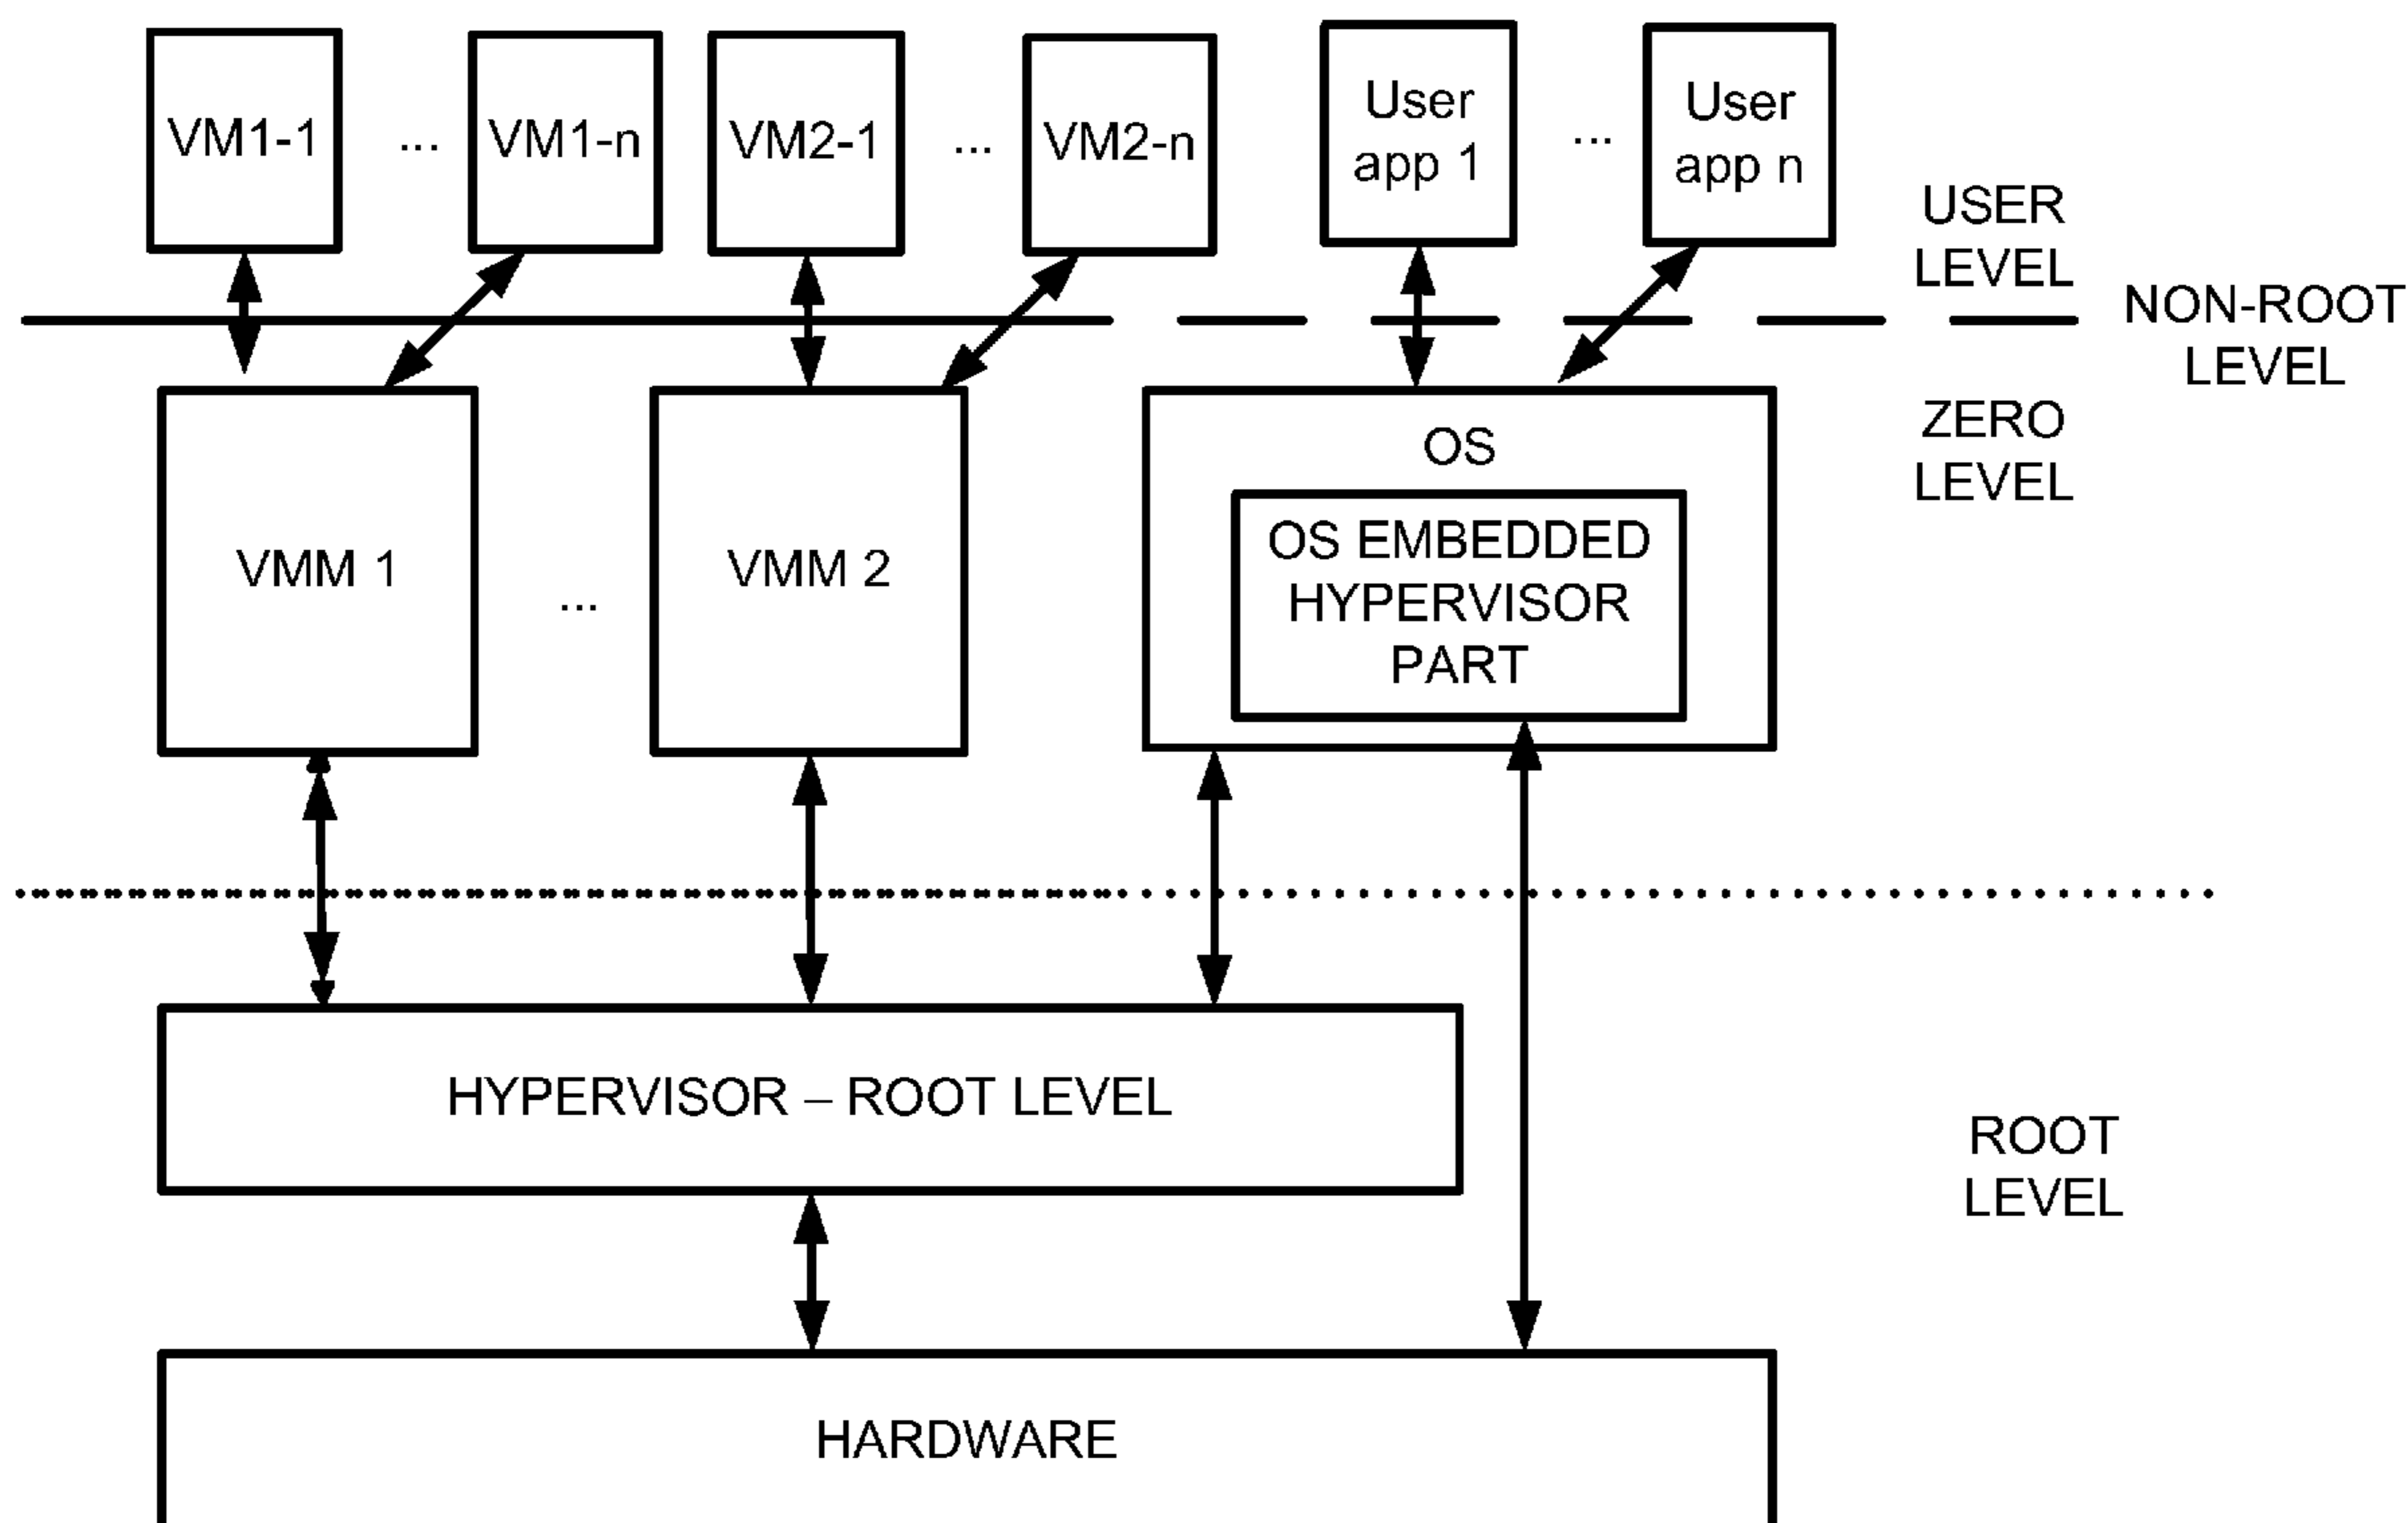 VM1-1
...
VM1-n
VM2-1
...
VM2-n
User
app 1
...
User
app n
USER
LEVEL
NON-ROOT
LEVEL
ZERO
LEVEL
VMM 1
...
VMM 2
OS
OS EMBEDDED
HYPERVISOR
PART
HYPERVISOR – ROOT LEVEL
ROOT
LEVEL
HARDWARE